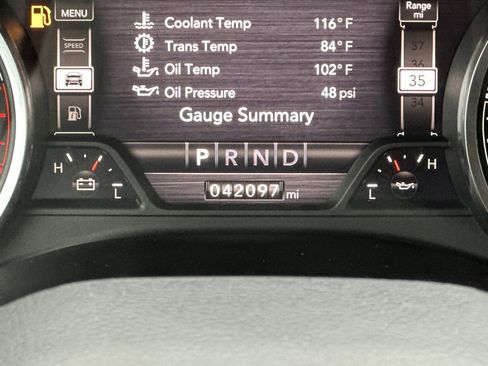 MENU
Coolant Temp 116°F
Range
mi
SPEED
Trans Temp 84°F
37
36
Oil Temp 102°F
35
Oil Pressure 48 psi
34
Gauge Summary
P R N D
H L
042097 mi
L H